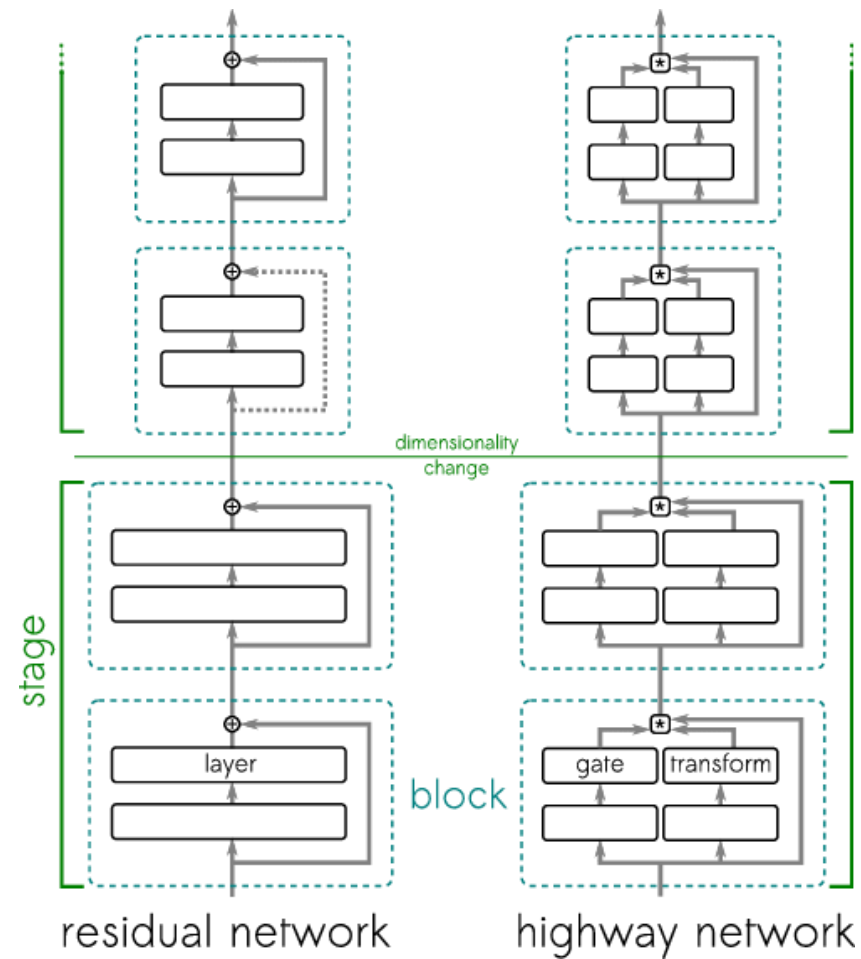 dimensionality
change
stage
layer
block
gate
transform
residual network
highway network